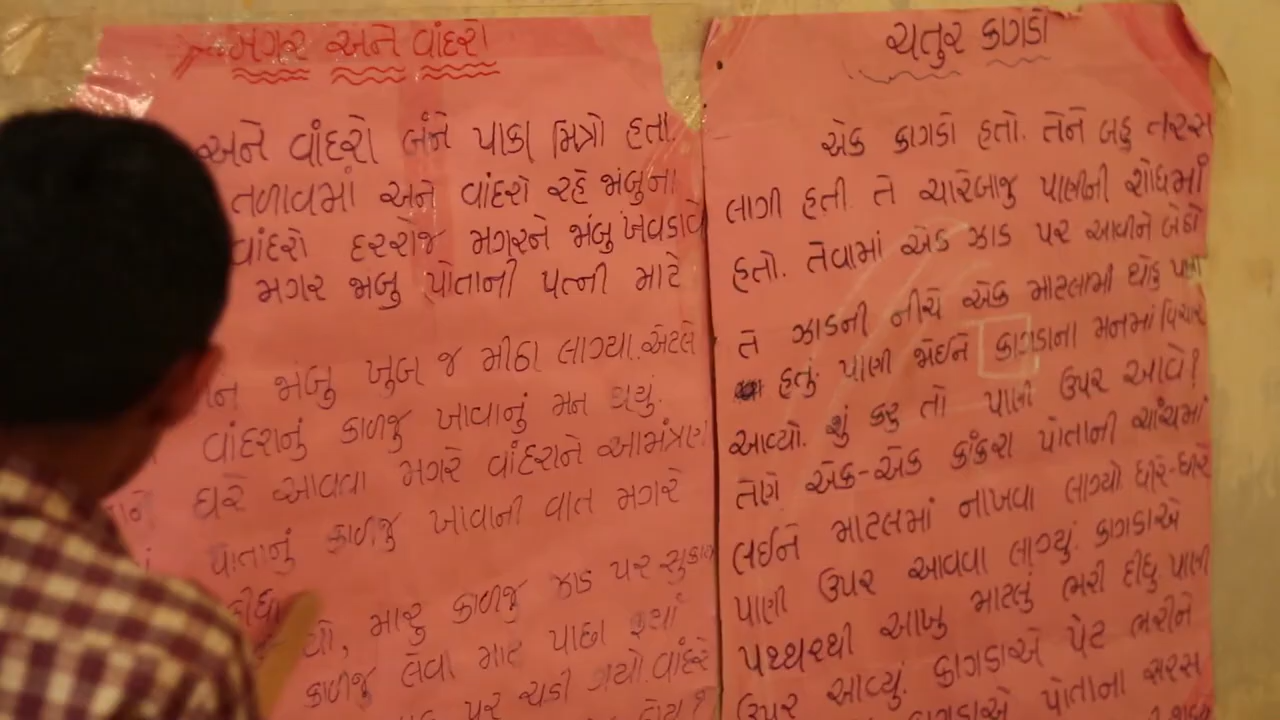 મગર અને વાંદરો
અને વાંદરો બંને પાકા મિત્રો હતા.
તળાવમાં અને વાંદરો રહે જાંબુના
વાંદરો દરરોજ મગરને જાંબુ ખવડાવે
મગર જાંબુ પોતાની પત્ની માટે
જાંબુ ખુબ જ મીઠા લાગ્યા. એટલે
વાંદરાનું કાળજુ ખાવાનું મન થયું.
ઘરે આવવા મગરે વાંદરાને આમંત્રણ
પોતાનું કાળજુ ખાવાની વાત મગરે
કીધી
મારુ કાળજુ ઝાડ પર સુકાવા
કાળજુ લેવા માટે પાછા ફર્યા
પર ચડી ગયો. વાંદરો
ચતુર કાગડો
એક કાગડો હતો. તેને બહુ તરસ
લાગી હતી. તે ચારેબાજુ પાણીની શોધમાં
હતો. તેવામાં એક ઝાડ પર આવીને બેઠો
તે ઝાડની નીચે એક માટલામાં થોડુ પાણી
હતું. પાણી જોઈને કાગડાના મનમાં વિચાર
આવ્યો. શું કરુ તો પાણી ઉપર આવે?
તેણે એક-એક કાંકરા પોતાની ચાંચમાં
લઈને માટલમાં નાખવા લાગ્યો. ધીરે-ધીરે
પાણી ઉપર આવવા લાગ્યું. કાગડાએ
પથ્થરથી આખુ માટલું ભરી દીધુ. પાણી
ઉપર આવ્યું. કાગડાએ પેટ ભરીને
કાગડાએ પોતાના સરસ